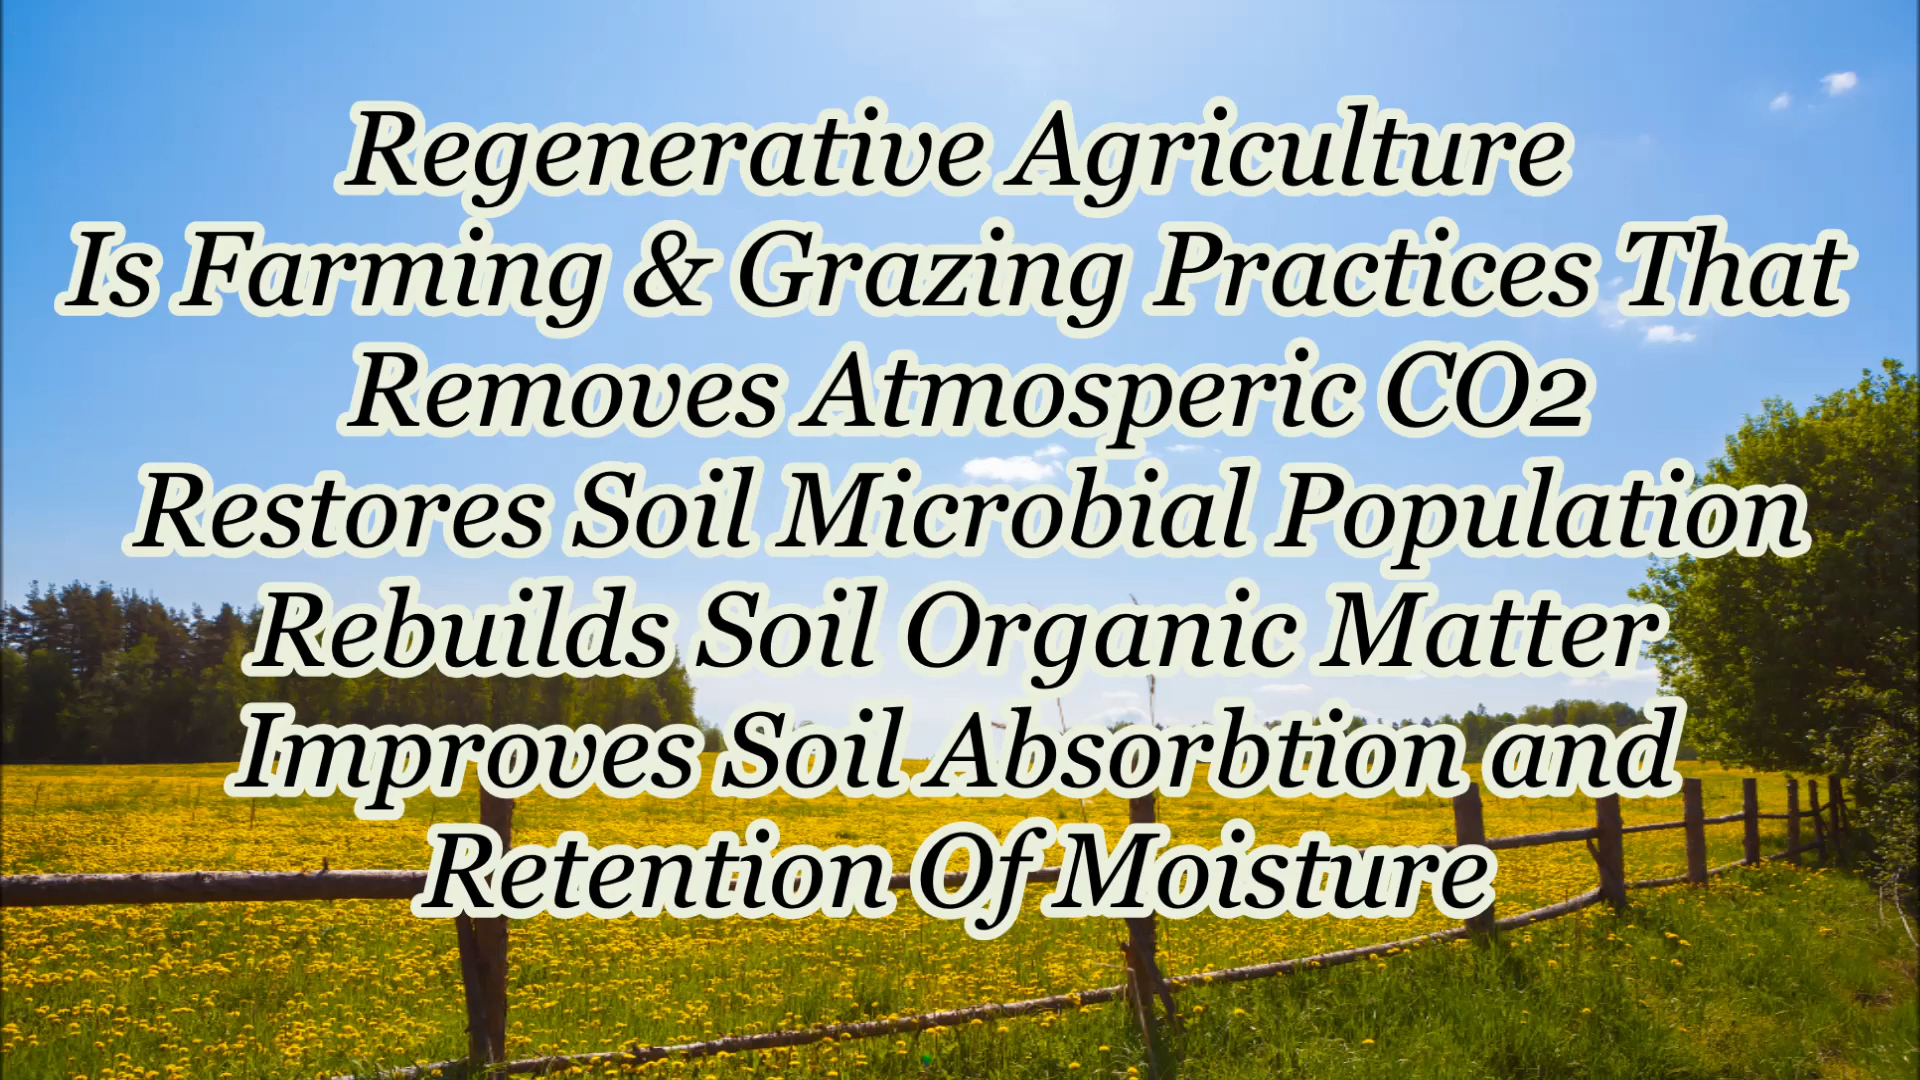 Regenerative Agriculture
Is Farming & Grazing Practices That
Removes Atmosperic CO2
Restores Soil Microbial Population
Rebuilds Soil Organic Matter
Improves Soil Absorbtion and
Retention Of Moisture